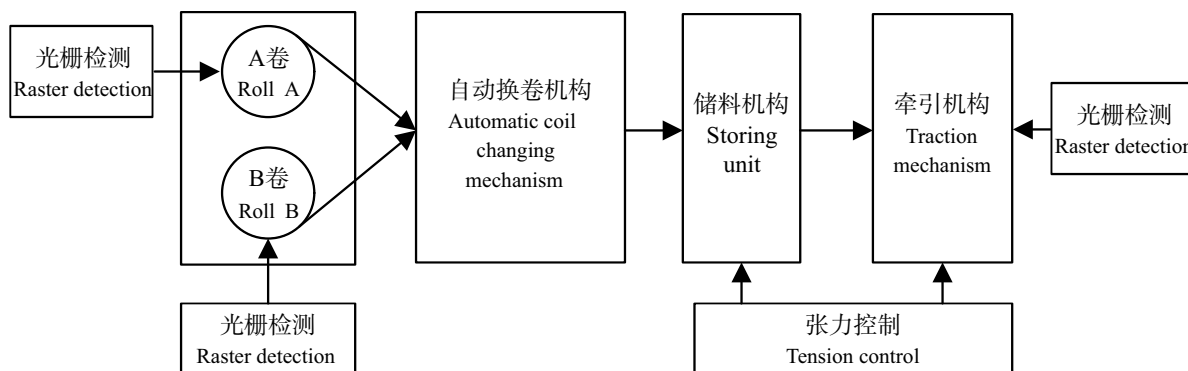 光栅检测
Raster detection
A卷
Roll A
B卷
Roll B
光栅检测
Raster detection
自动换卷机构
Automatic coil
changing
mechanism
储料机构
Storing
unit
牵引机构
Traction
mechanism
光栅检测
Raster detection
张力控制
Tension control